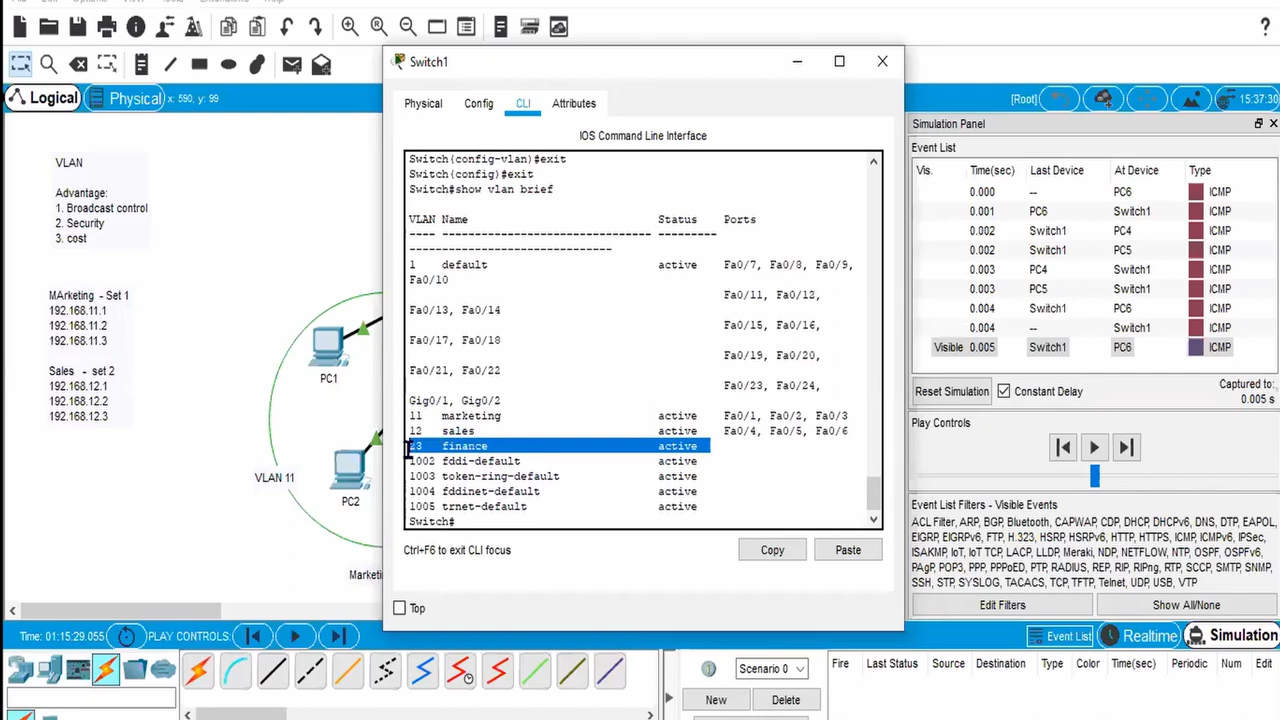 Switch1
Logical
Physical
x: 590, y: 99
[Root]
15:37:30
Physical
Config
CLI
Attributes
IOS Command Line Interface
Switch(config-vlan)#exit
Switch(config)#exit
Switch#show vlan brief
VLAN Name Status Ports
---- -------------------------------- ---------
-------------------------------
1 default active Fa0/7, Fa0/8, Fa0/9,
Fa0/10
Fa0/11, Fa0/12,
Fa0/13, Fa0/14
Fa0/15, Fa0/16,
Fa0/17, Fa0/18
Fa0/19, Fa0/20,
Fa0/21, Fa0/22
Fa0/23, Fa0/24,
Gig0/1, Gig0/2
11 marketing active Fa0/1, Fa0/2, Fa0/3
12 sales active Fa0/4, Fa0/5, Fa0/6
finance active
1002 fddi-default active
1003 token-ring-default active
1004 fddinet-default active
1005 trnet-default active
Switch#
Ctrl+F6 to exit CLI focus
Copy
Paste
Top
VLAN
Advantage:
1. Broadcast control
2. Security
3. cost
MArketing - Set 1
192.168.11.1
192.168.11.2
192.168.11.3
Sales - set 2
192.168.12.1
192.168.12.2
192.168.12.3
PC1
VLAN 11
PC2
Simulation Panel
Event List
Vis. Time(sec) Last Device At Device Type
0.000 -- PC6 ICMP
0.001 PC6 Switch1 ICMP
0.002 Switch1 PC4 ICMP
0.002 Switch1 PC5 ICMP
0.003 PC4 Switch1 ICMP
0.003 PC5 Switch1 ICMP
0.004 Switch1 PC6 ICMP
0.004 -- Switch1 ICMP
Visible 0.005 Switch1 PC6 ICMP
Reset Simulation
Constant Delay
Captured to:
0.005 s
Play Controls
Event List Filters - Visible Events
ACL Filter, ARP, BGP, Bluetooth, CAPWAP, CDP, DHCP, DHCPv6, DNS, DTP, EAPOL,
EIGRP, EIGRPv6, FTP, H.323, HSRP, HSRPv6, HTTP, HTTPS, ICMP, ICMPv6, IPSec,
ISAKMP, IoT, IoT TCP, LACP, LLDP, Meraki, NDP, NETFLOW, NTP, OSPF, OSPFv6,
PAgP, POP3, PPP, PPPoED, PTP, RADIUS, REP, RIP, RIPng, RTP, SCCP, SMTP, SNMP,
SSH, STP, SYSLOG, TACACS, TCP, TFTP, Telnet, UDP, USB, VTP
Edit Filters
Show All/None
Time: 01:15:29.055
PLAY CONTROLS:
Event List
Realtime
Simulation
Scenario 0
New
Delete
Fire Last Status Source Destination Type Color Time(sec) Periodic Num Edit